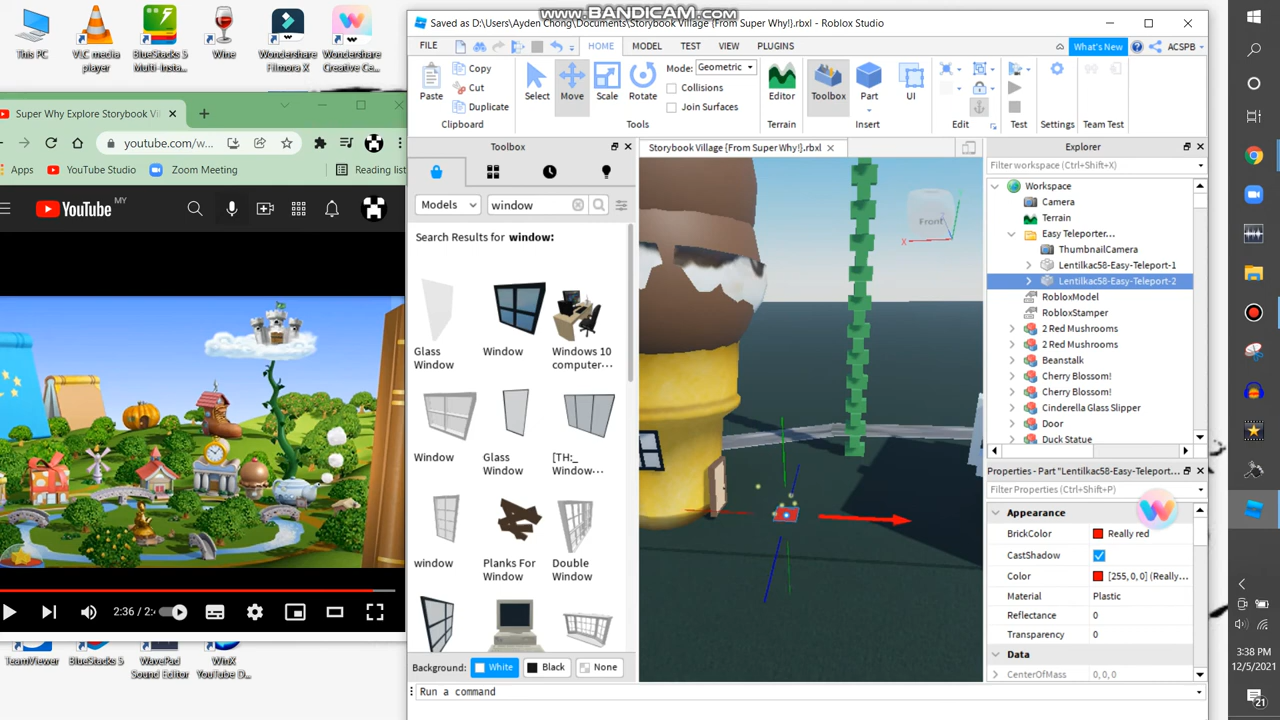 www.BANDICAM.com
This PC
VLC media player
BlueStacks 5 Multi-Insta...
Wine
Wondershare Filmora X
Wondershare Creative Ce...
Super Why Explore Storybook Vil
youtube.com/w...
Apps
YouTube Studio
Zoom Meeting
Reading list
YouTube MY
2:36 / 2:
TeamViewer
BlueStacks 5
WavePad Sound Editor
WinX YouTube D...
Saved as D:\Users\Ayden Chong\Documents\Storybook Village {From Super Why!}.rbxl - Roblox Studio
FILE
HOME
MODEL
TEST
VIEW
PLUGINS
What's New
ACSPB
Paste
Copy
Cut
Duplicate
Clipboard
Select
Move
Scale
Rotate
Mode: Geometric
Collisions
Join Surfaces
Tools
Editor
Terrain
Toolbox
Part
UI
Insert
Edit
Test
Settings
Team Test
Toolbox
Models
window
Search Results for window:
Glass Window
Window
Windows 10 computer...
Window
Glass Window
[TH:_ Window...
window
Planks For Window
Double Window
Background: White Black None
Run a command
Storybook Village {From Super Why!}.rbxl
Front
X
Explorer
Filter workspace (Ctrl+Shift+X)
Workspace
Camera
Terrain
Easy Teleporter...
ThumbnailCamera
Lentilkac58-Easy-Teleport-1
Lentilkac58-Easy-Teleport-2
RobloxModel
RobloxStamper
2 Red Mushrooms
2 Red Mushrooms
Beanstalk
Cherry Blossom!
Cherry Blossom!
Cinderella Glass Slipper
Door
Duck Statue
Properties - Part "Lentilkac58-Easy-Teleport...
Filter Properties (Ctrl+Shift+P)
Appearance
BrickColor Really red
CastShadow
Color [255, 0, 0] (Really...
Material Plastic
Reflectance 0
Transparency 0
Data
CenterOfMass 0, 0, 0
3:38 PM
12/5/2021
21